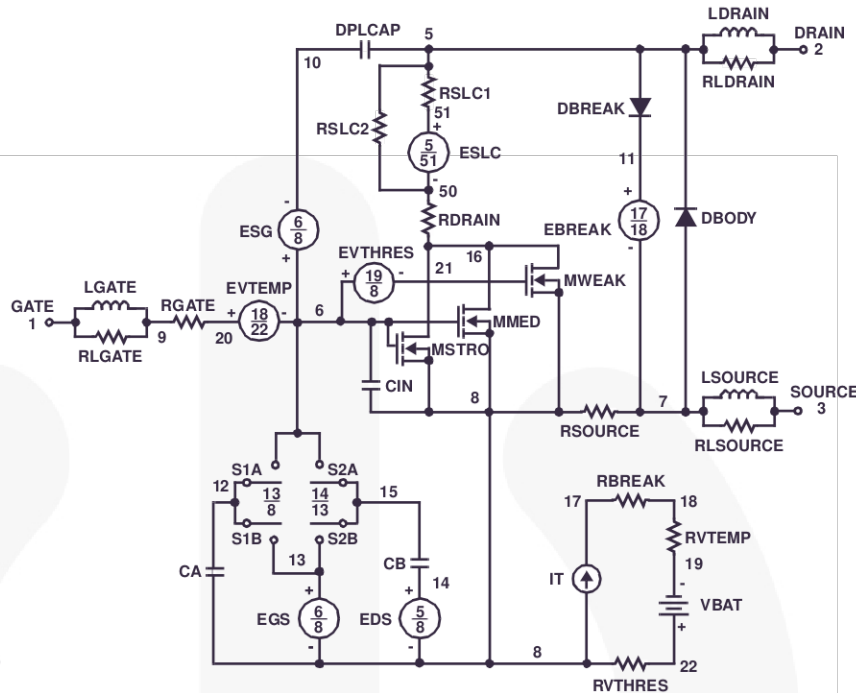 LDRAIN
DPLCAP
5
DRAIN
2
10
RLDRAIN
RSLC1
51
DBREAK
RSLC2
+
5
51
ESLC
-
11
50
-
+
6
8
ESG
RDRAIN
17
18
EBREAK
DBODY
+
EVTHRES
16
-
21
+
19
8
-
MWEAK
LGATE
EVTEMP
GATE
1
RGATE
+
18
22
-
6
MMED
9
20
MSTRO
RLGATE
CIN
LSOURCE
8
7
SOURCE
3
RSOURCE
RLSOURCE
S1A
S2A
12
13
8
14
13
15
RBREAK
17
18
S1B
S2B
RVTEMP
13
CB
19
CA
14
IT
-
+
+
VBAT
EGS
6
8
EDS
5
8
+
-
-
8
22
RVTHRES